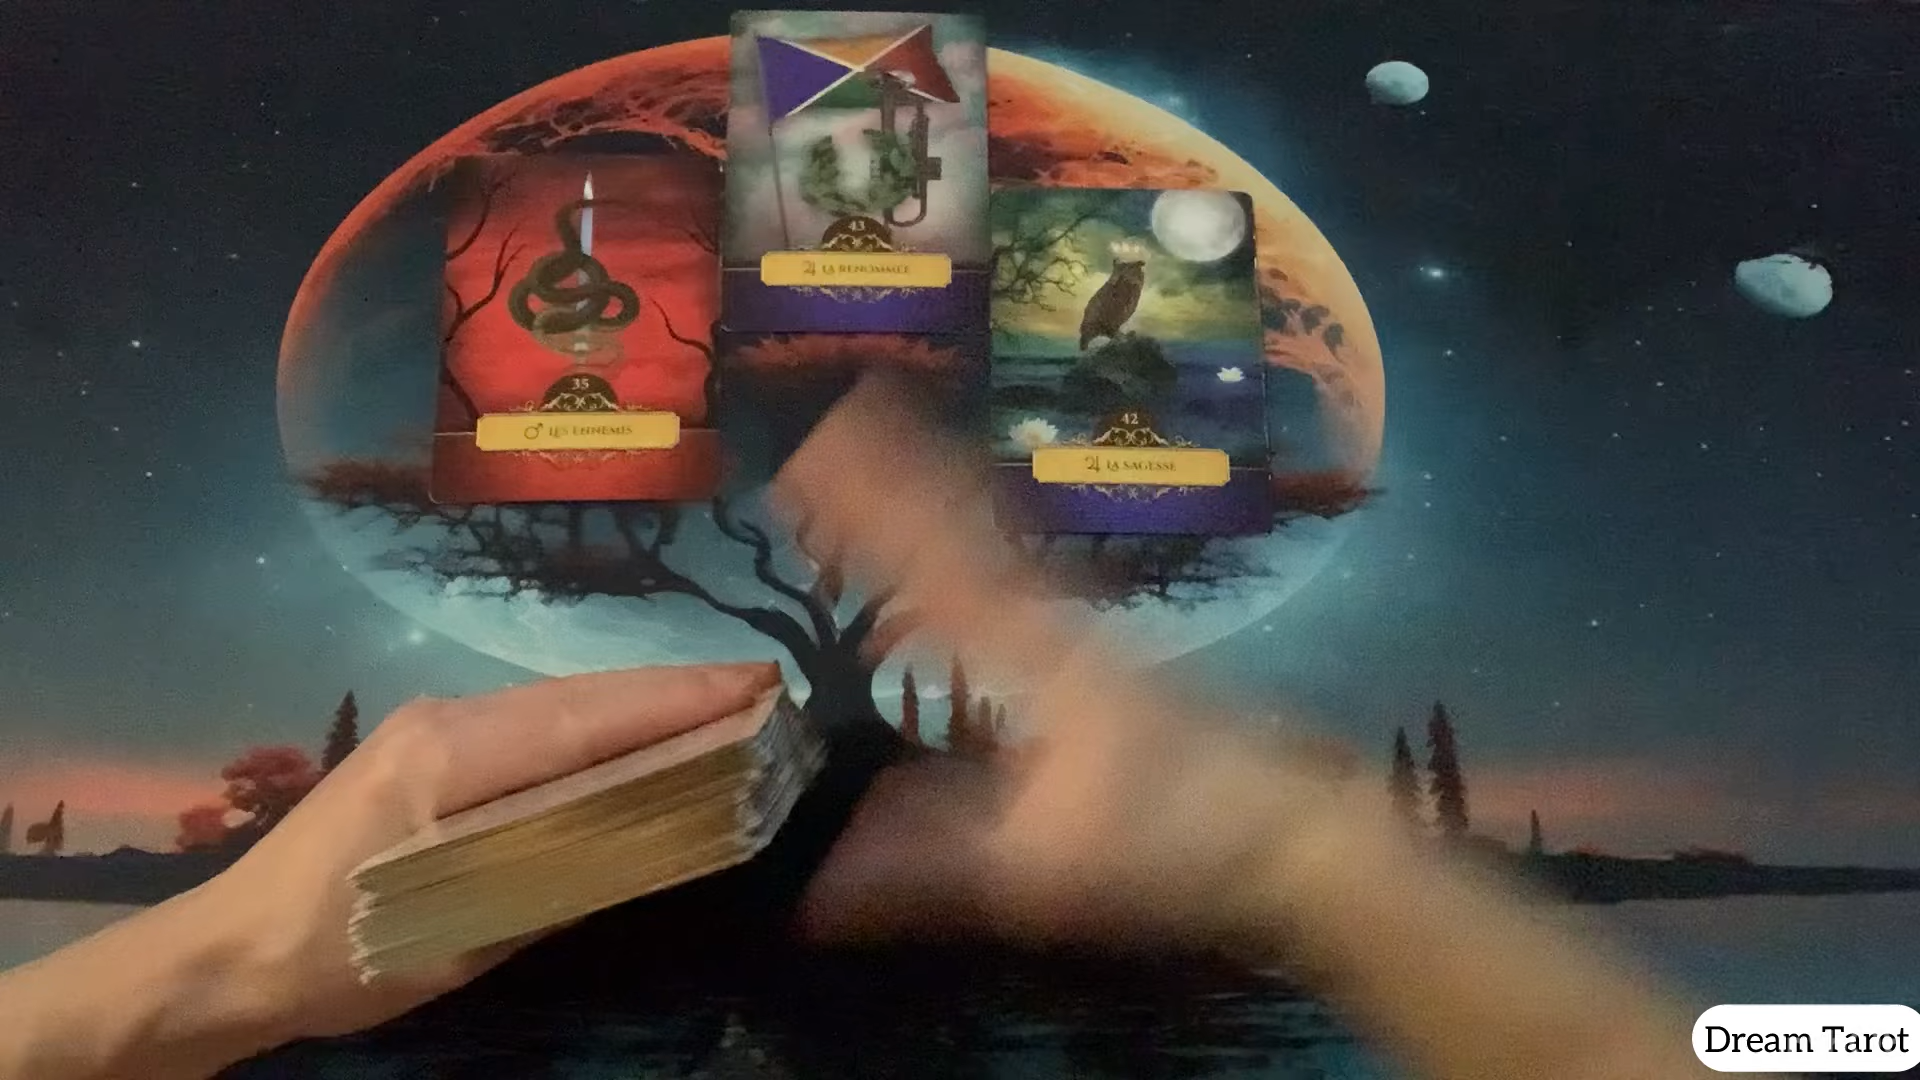 43
♃ LA RENOMMÉE
35
♂ LES ENNEMIS
42
♃ LA SAGESSE
Dream Tarot